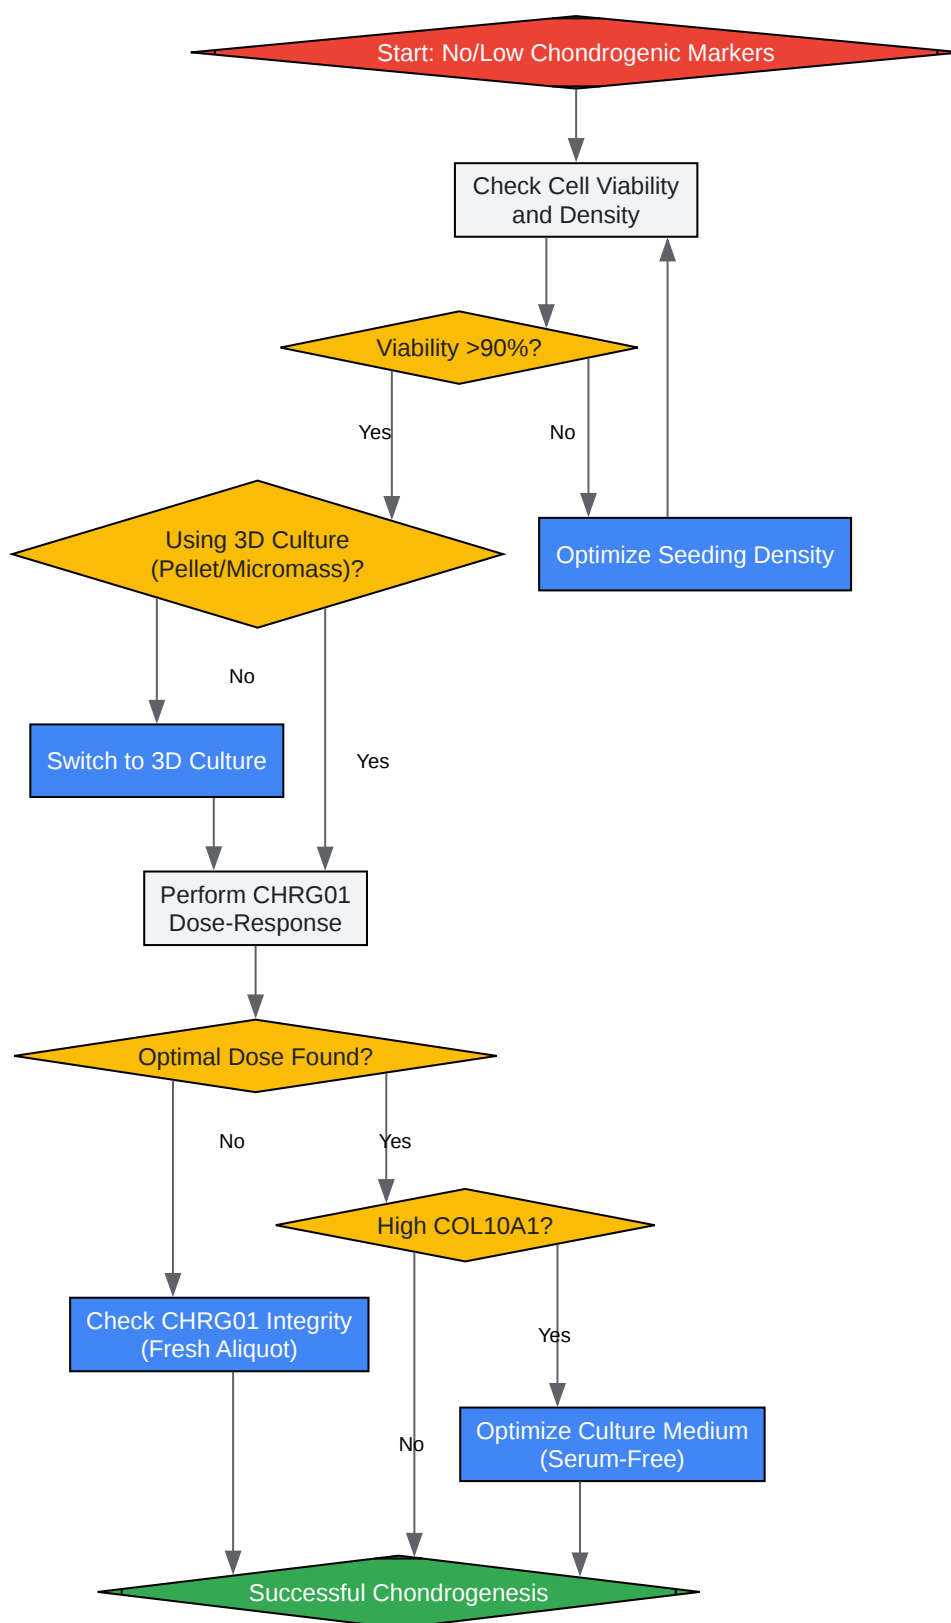 Start: No/Low Chondrogenic Markers
Check Cell Viability
and Density
Viability >90%?
Yes
No
Using 3D Culture
(Pellet/Micromass)?
Optimize Seeding Density
No
Switch to 3D Culture
Yes
Perform CHRG01
Dose-Response
Optimal Dose Found?
No
Yes
High COL10A1?
Check CHRG01 Integrity
(Fresh Aliquot)
Yes
No
Optimize Culture Medium
(Serum-Free)
Successful Chondrogenesis